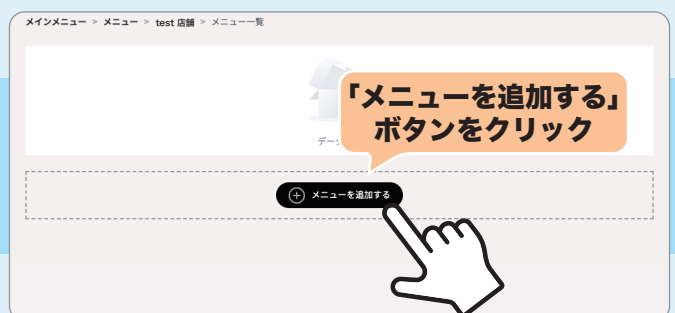 メインメニュー > メニュー > test 店舗 > メニュー一覧
「メニューを追加する」
ボタンをクリック
メニューを追加する